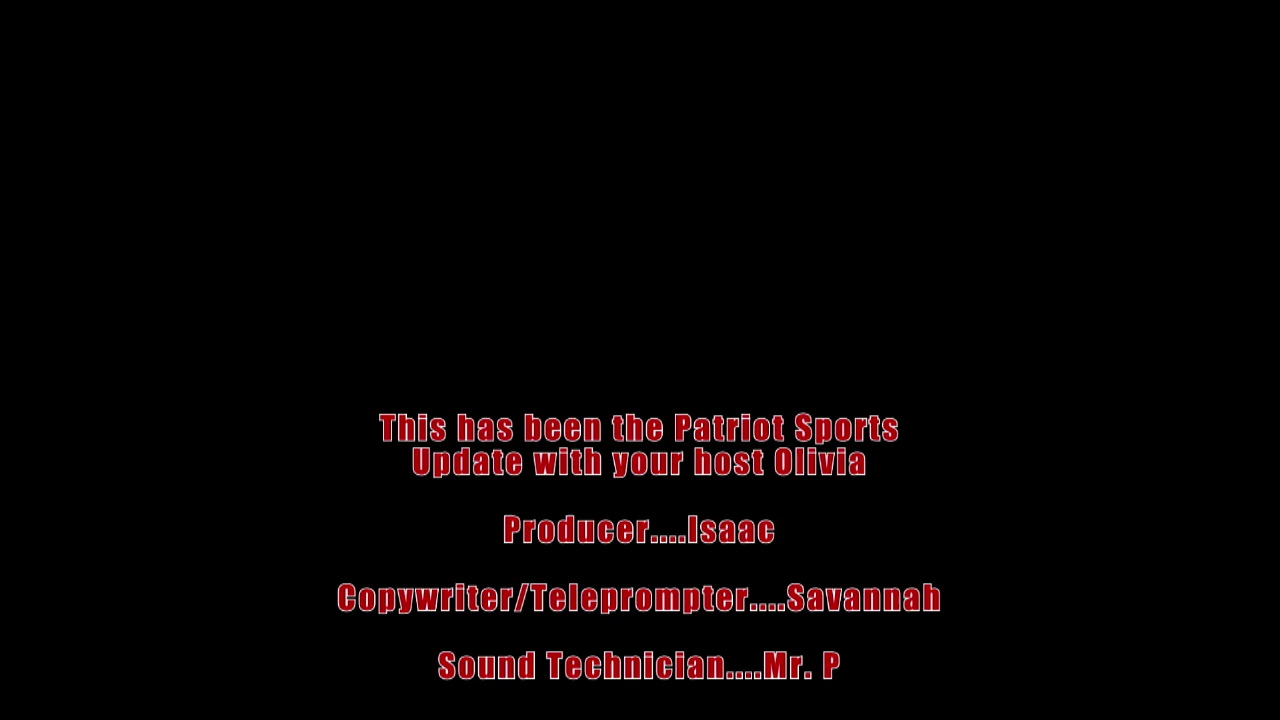 This has been the Patriot Sports
Update with your host Olivia
Producer....Isaac
Copywriter/Teleprompter....Savannah
Sound Technician....Mr. P